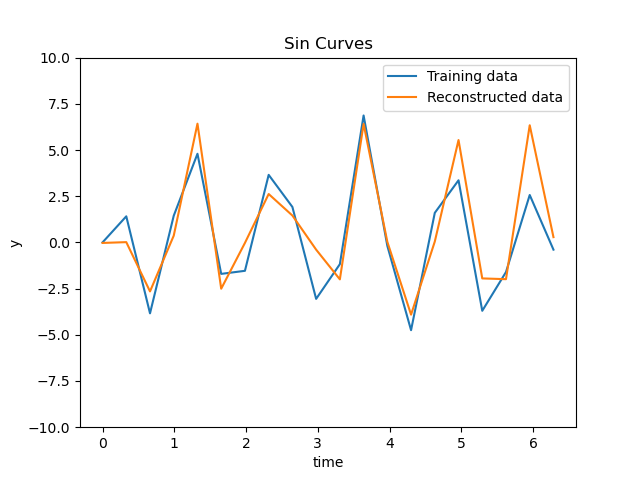 Sin Curves
Training data
Reconstructed data
10.0
7.5
5.0
2.5
0.0
−2.5
−5.0
−7.5
−10.0
y
0 1 2 3 4 5 6
time